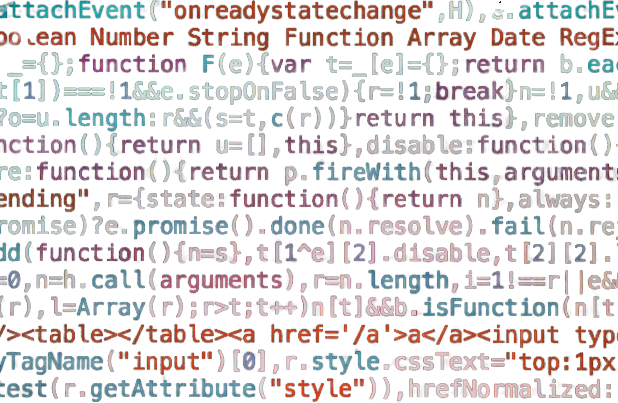 attachEvent("onreadystatechange",H),e.attachEv
boolean Number String Function Array Date RegEx
_={};function F(e){var t=_[e]={};return b.eac
t[1])===!1&&e.stopOnFalse){r=!1;break}n=!1,u&
?o=u.length:r&&(s=t,c(r))}return this},remove
nction(){return u=[],this},disable:function()
re:function(){return p.fireWith(this,arguments
ending",r={state:function(){return n},always:
romise)?e.promise().done(n.resolve).fail(n.re
dd(function(){n=s},t[1^e][2].disable,t[2][2].
=0,n=h.call(arguments),r=n.length,i=1!==r||e&
(r),l=Array(r);r>t;t++)n[t]&&b.isFunction(n[t
/><table></table><a href='/a'>a</a><input type
yTagName("input")[0],r.style.cssText="top:1px
test(r.getAttribute("style")),hrefNormalized: